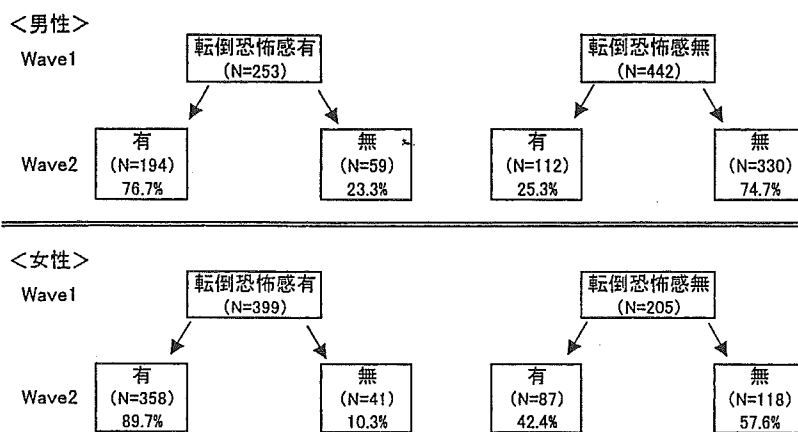 ＜男性＞
Wave1
転倒恐怖感有
(N=253)
転倒恐怖感無
(N=442)
Wave2
有
(N=194)
76.7%
無
(N=59)
23.3%
有
(N=112)
25.3%
無
(N=330)
74.7%
＜女性＞
Wave1
転倒恐怖感有
(N=399)
転倒恐怖感無
(N=205)
Wave2
有
(N=358)
89.7%
無
(N=41)
10.3%
有
(N=87)
42.4%
無
(N=118)
57.6%